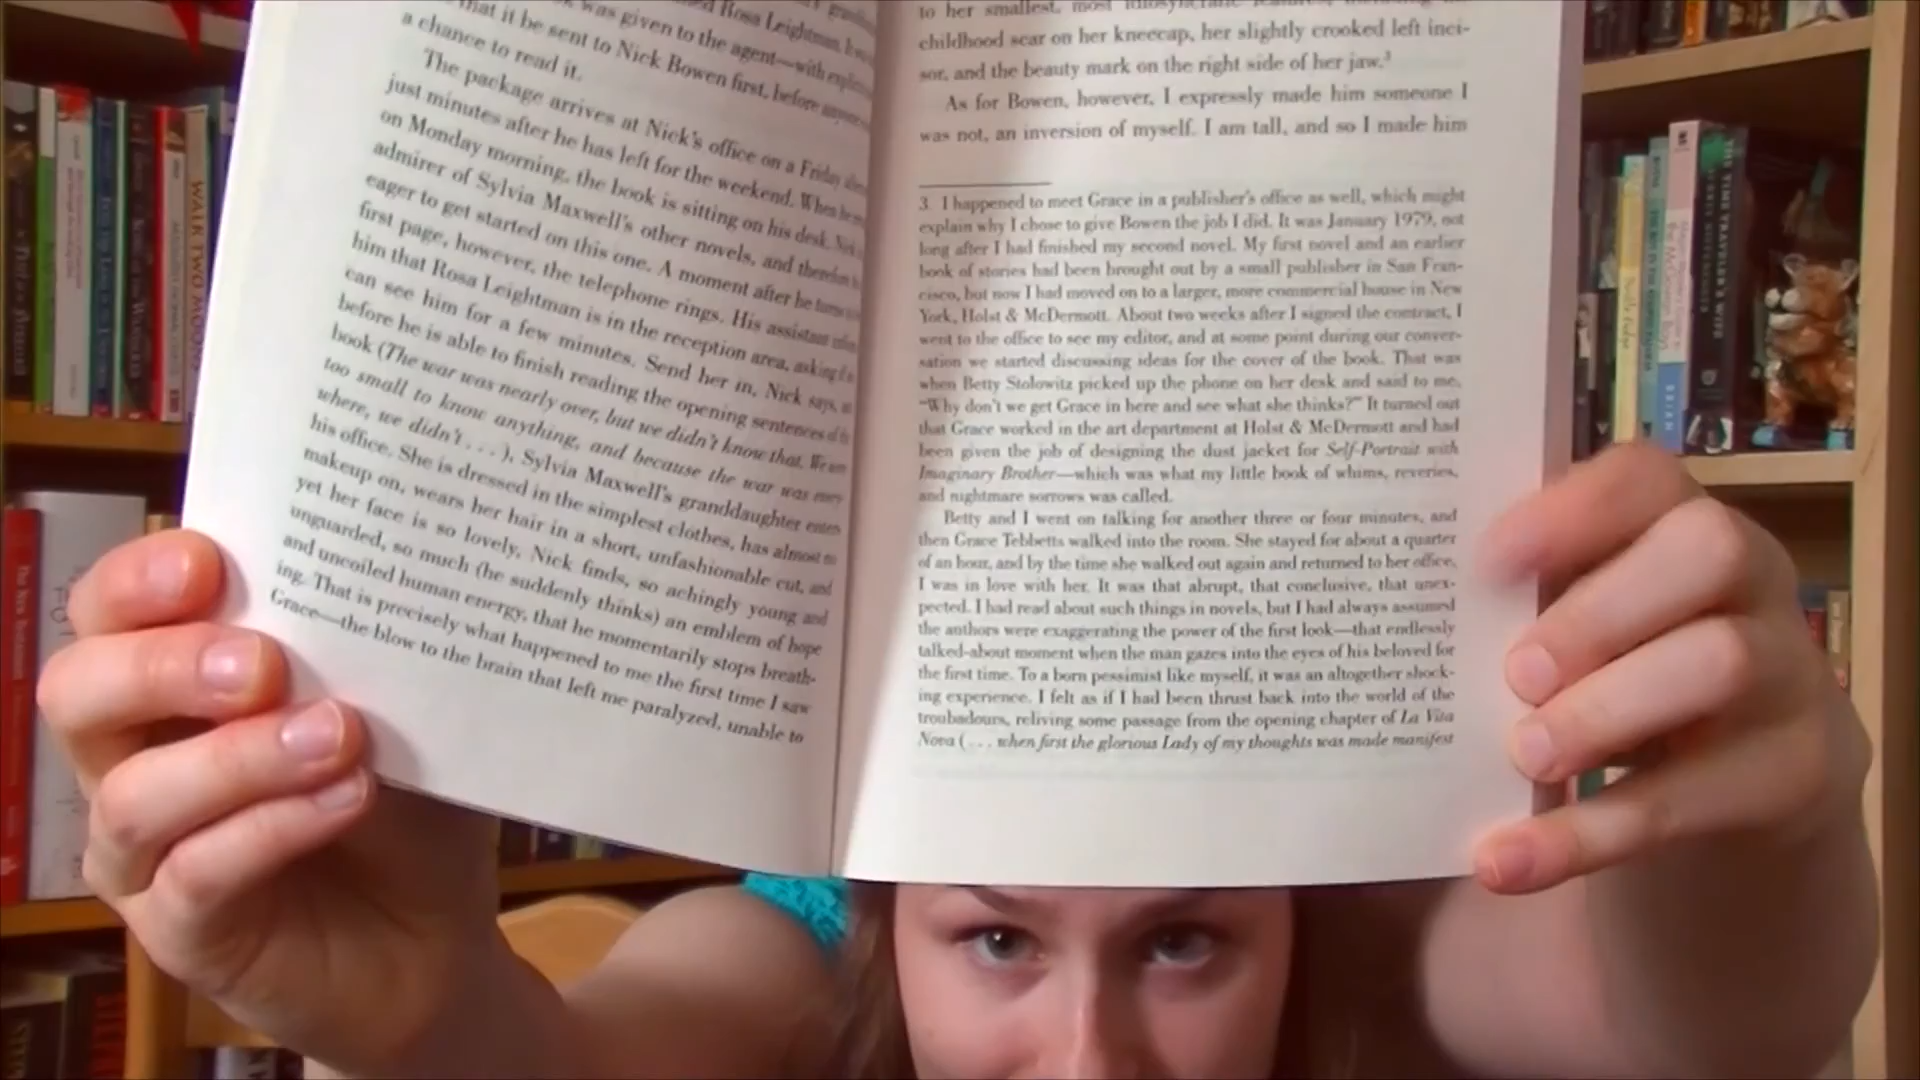 Rosa Leightman.
was given to the agent—with
that it be sent to Nick Bowen first, before anyone
a chance to read it.
The package arrives at Nick's office on a Friday
just minutes after he has left for the weekend. When he
on Monday morning, the book is sitting on his desk. Nick
admirer of Sylvia Maxwell's other novels, and therefore
eager to get started on this one. A moment after he turns
first page, however, the telephone rings. His assistant
him that Rosa Leightman is in the reception area, asking if
can see him for a few minutes. Send her in, Nick says,
before he is able to finish reading the opening sentences of
book (The war was nearly over, but we didn't know that. We were
too small to know anything, and because the war was
where, we didn't . . . ), Sylvia Maxwell's granddaughter enters
his office. She is dressed in the simplest clothes, has almost no
makeup on, wears her hair in a short, unfashionable cut, and
yet her face is so lovely, Nick finds, so achingly young and
unguarded, so much (he suddenly thinks) an emblem of hope
and uncoiled human energy, that he momentarily stops breath-
ing. That is precisely what happened to me the first time I saw
Grace—the blow to the brain that left me paralyzed, unable to
to her smallest, most idiosyncratic features, including
childhood scar on her kneecap, her slightly crooked left inci-
sor, and the beauty mark on the right side of her jaw.³
As for Bowen, however, I expressly made him someone I
was not, an inversion of myself. I am tall, and so I made him
3. I happened to meet Grace in a publisher's office as well, which might
explain why I chose to give Bowen the job I did. It was January 1979, not
long after I had finished my second novel. My first novel and an earlier
book of stories had been brought out by a small publisher in San Fran-
cisco, but now I had moved on to a larger, more commercial house in New
York, Holst & McDermott. About two weeks after I signed the contract, I
went to the office to see my editor, and at some point during our conver-
sation we started discussing ideas for the cover of the book. That was
when Betty Stolowitz picked up the phone on her desk and said to me,
"Why don't we get Grace in here and see what she thinks?" It turned out
that Grace worked in the art department at Holst & McDermott and had
been given the job of designing the dust jacket for Self-Portrait with
Imaginary Brother—which was what my little book of whims, reveries,
and nightmare sorrows was called.
Betty and I went on talking for another three or four minutes, and
then Grace Tebbetts walked into the room. She stayed for about a quarter
of an hour, and by the time she walked out again and returned to her office,
I was in love with her. It was that abrupt, that conclusive, that unex-
pected. I had read about such things in novels, but I had always assumed
the authors were exaggerating the power of the first look—that endlessly
talked-about moment when the man gazes into the eyes of his beloved for
the first time. To a born pessimist like myself, it was an altogether shock-
ing experience. I felt as if I had been thrust back into the world of the
troubadours, reliving some passage from the opening chapter of La Vita
Nova ( . . . when first the glorious Lady of my thoughts was made manifest
WALK TWO MOONS
THE TIME TRAVELER'S WIFE